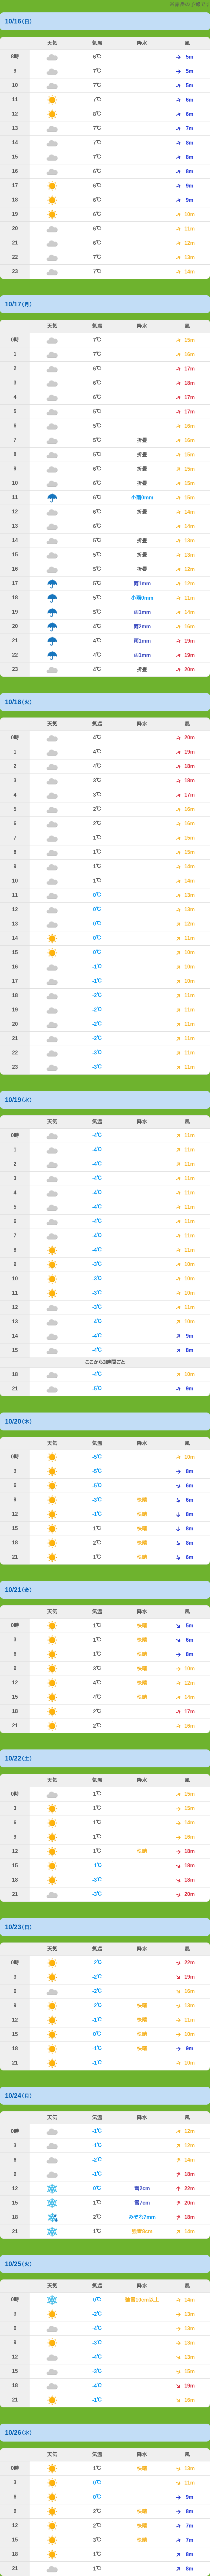 ※最新の予報です
10/16(日)
天気 気温 降水 風
8時 6℃ 5m
9 7℃ 5m
10 7℃ 5m
11 7℃ 6m
12 8℃ 6m
13 7℃ 7m
14 7℃ 8m
15 7℃ 8m
16 6℃ 8m
17 6℃ 9m
18 6℃ 9m
19 6℃ 10m
20 6℃ 11m
21 6℃ 12m
22 7℃ 13m
23 7℃ 14m
10/17(月)
天気 気温 降水 風
0時 7℃ 15m
1 7℃ 16m
2 6℃ 17m
3 6℃ 18m
4 6℃ 17m
5 5℃ 17m
6 5℃ 16m
7 5℃ 折畳 16m
8 5℃ 折畳 15m
9 6℃ 折畳 15m
10 6℃ 折畳 15m
11 6℃ 小雨0mm 15m
12 6℃ 折畳 14m
13 6℃ 14m
14 5℃ 折畳 13m
15 5℃ 折畳 13m
16 5℃ 折畳 12m
17 5℃ 雨1mm 12m
18 5℃ 小雨0mm 11m
19 5℃ 雨1mm 14m
20 4℃ 雨2mm 16m
21 4℃ 雨1mm 19m
22 4℃ 雨1mm 19m
23 4℃ 折畳 20m
10/18(火)
天気 気温 降水 風
0時 4℃ 20m
1 4℃ 19m
2 4℃ 18m
3 3℃ 18m
4 3℃ 17m
5 2℃ 16m
6 2℃ 16m
7 1℃ 15m
8 1℃ 15m
9 1℃ 14m
10 1℃ 14m
11 0℃ 13m
12 0℃ 13m
13 0℃ 12m
14 0℃ 11m
15 0℃ 10m
16 -1℃ 10m
17 -1℃ 10m
18 -2℃ 11m
19 -2℃ 11m
20 -2℃ 11m
21 -2℃ 11m
22 -3℃ 11m
23 -3℃ 11m
10/19(水)
天気 気温 降水 風
0時 -4℃ 11m
1 -4℃ 11m
2 -4℃ 11m
3 -4℃ 11m
4 -4℃ 11m
5 -4℃ 11m
6 -4℃ 11m
7 -4℃ 11m
8 -4℃ 11m
9 -3℃ 10m
10 -3℃ 10m
11 -3℃ 10m
12 -3℃ 11m
13 -4℃ 10m
14 -4℃ 9m
15 -4℃ 8m
ここから3時間ごと
18 -4℃ 10m
21 -5℃ 9m
10/20(木)
天気 気温 降水 風
0時 -5℃ 10m
3 -5℃ 8m
6 -5℃ 6m
9 -3℃ 快晴 6m
12 -1℃ 快晴 8m
15 1℃ 快晴 8m
18 2℃ 快晴 8m
21 1℃ 快晴 6m
10/21(金)
天気 気温 降水 風
0時 1℃ 快晴 5m
3 1℃ 快晴 6m
6 1℃ 快晴 8m
9 3℃ 快晴 10m
12 4℃ 快晴 12m
15 4℃ 快晴 14m
18 2℃ 17m
21 2℃ 16m
10/22(土)
天気 気温 降水 風
0時 1℃ 15m
3 1℃ 15m
6 1℃ 14m
9 1℃ 16m
12 1℃ 快晴 18m
15 -1℃ 18m
18 -3℃ 18m
21 -3℃ 20m
10/23(日)
天気 気温 降水 風
0時 -2℃ 22m
3 -2℃ 19m
6 -2℃ 16m
9 -2℃ 快晴 13m
12 -1℃ 快晴 11m
15 0℃ 快晴 10m
18 -1℃ 快晴 9m
21 -1℃ 10m
10/24(月)
天気 気温 降水 風
0時 -1℃ 12m
3 -1℃ 13m
6 -2℃ 14m
9 -1℃ 18m
12 0℃ 雪2cm 22m
15 1℃ 雪7cm 20m
18 2℃ みぞれ7mm 18m
21 1℃ 強雪8cm 14m
10/25(火)
天気 気温 降水 風
0時 0℃ 強雪10cm以上 14m
3 -2℃ 13m
6 -4℃ 13m
9 -3℃ 13m
12 -4℃ 13m
15 -3℃ 15m
18 -4℃ 19m
21 -1℃ 16m
10/26(水)
天気 気温 降水 風
0時 1℃ 快晴 13m
3 0℃ 11m
6 0℃ 9m
9 2℃ 快晴 8m
12 2℃ 快晴 7m
15 3℃ 快晴 7m
18 1℃ 8m
21 1℃ 8m